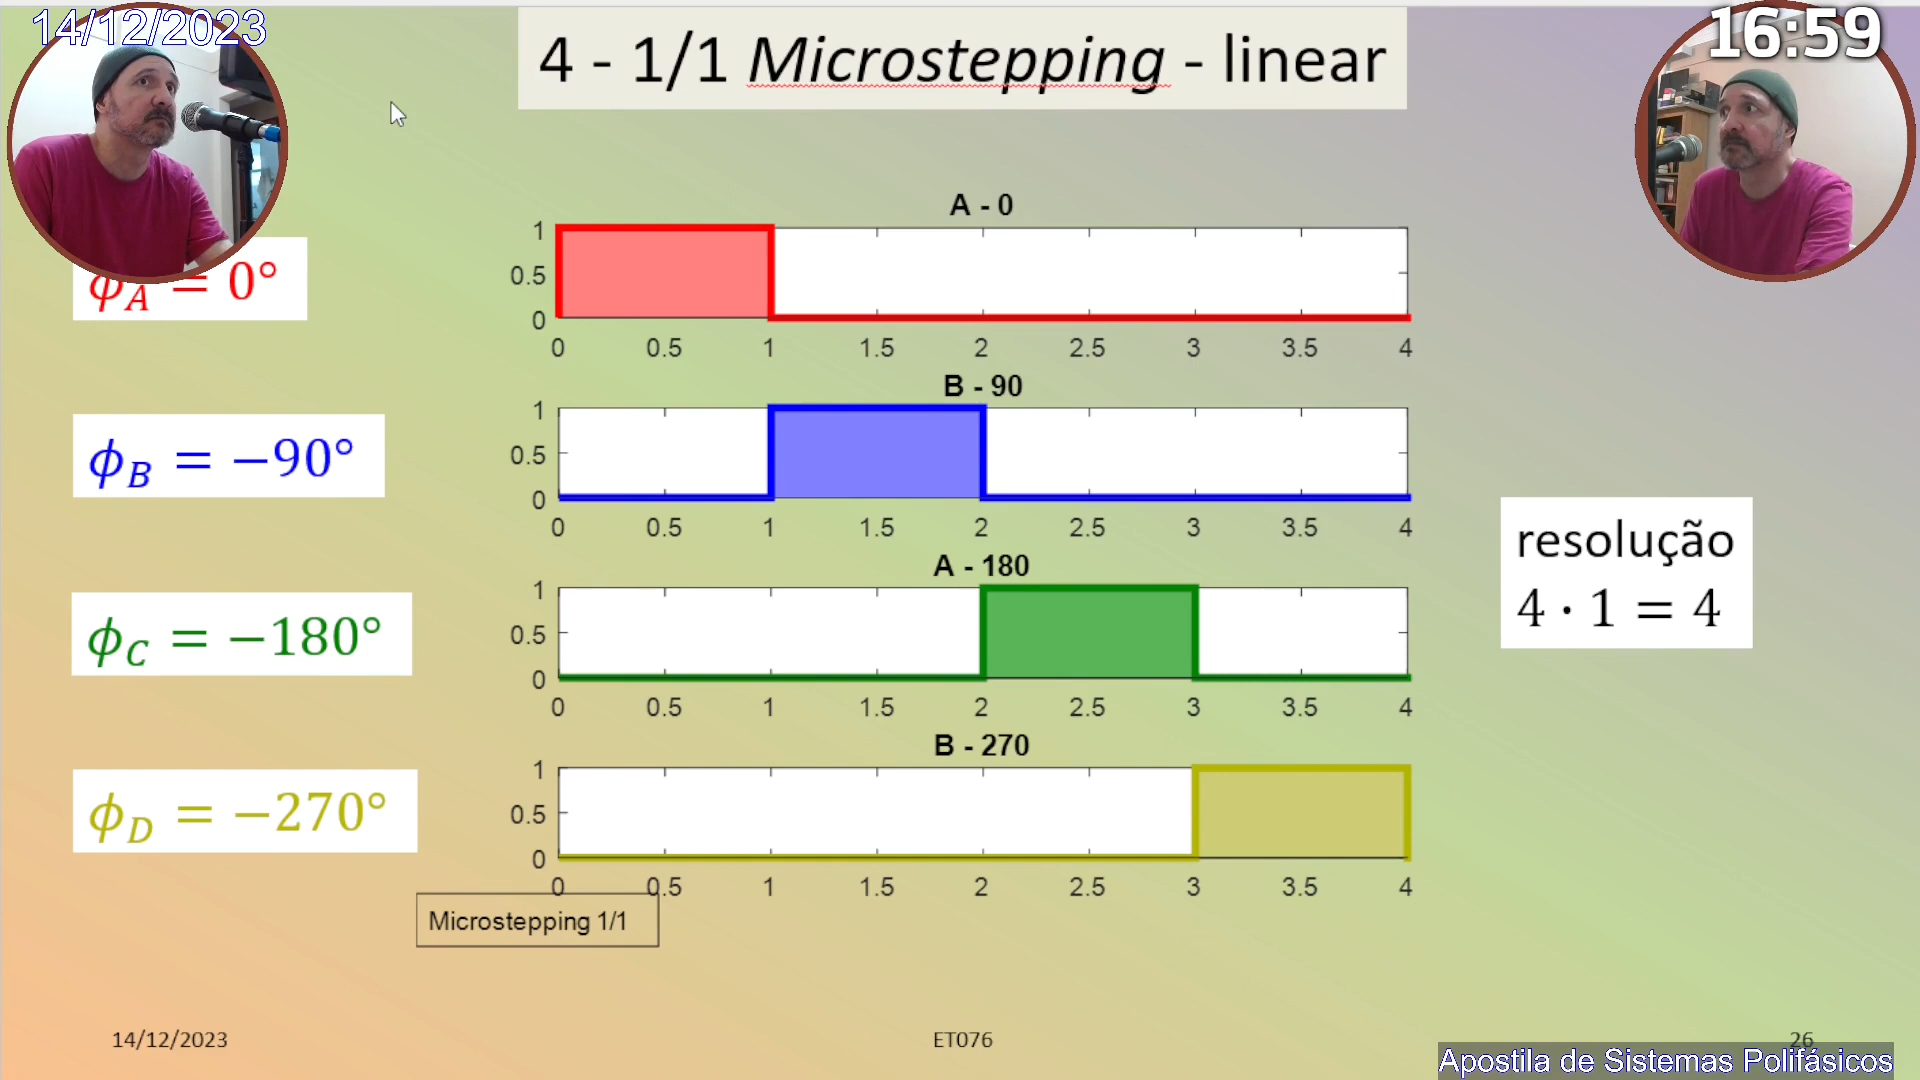 14/12/2023
16:59
4 - 1/1 Microstepping - linear
ϕA = 0°
A - 0
1
0.5
0
0 0.5 1 1.5 2 2.5 3 3.5 4
ϕB = −90°
B - 90
1
0.5
0
0 0.5 1 1.5 2 2.5 3 3.5 4
resolução
4 · 1 = 4
ϕC = −180°
A - 180
1
0.5
0
0 0.5 1 1.5 2 2.5 3 3.5 4
ϕD = −270°
B - 270
1
0.5
0
0 0.5 1 1.5 2 2.5 3 3.5 4
Microstepping 1/1
14/12/2023
ET076
26
Apostila de Sistemas Polifásicos